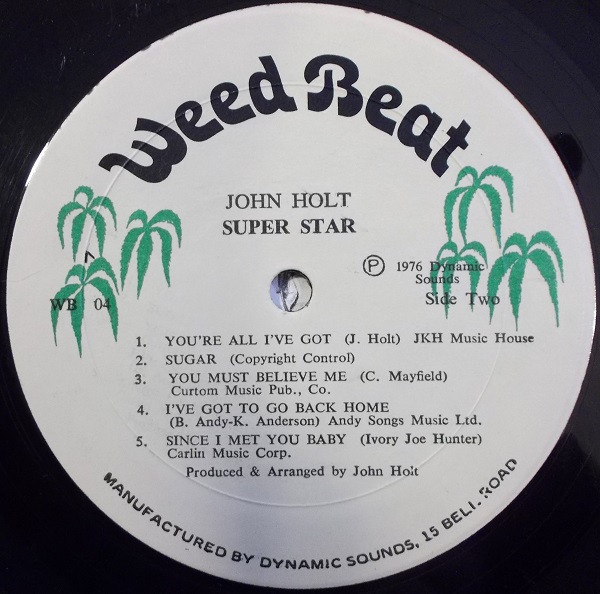 Weed Beat
JOHN HOLT
SUPER STAR
Ⓟ 1976 Dynamic
Sounds
WB 04
Side Two
1. YOU'RE ALL I'VE GOT (J. Holt) JKH Music House
2. SUGAR (Copyright Control)
3. YOU MUST BELIEVE ME (C. Mayfield)
Curtom Music Pub., Co.
4. I'VE GOT TO GO BACK HOME
(B. Andy-K. Anderson) Andy Songs Music Ltd.
5. SINCE I MET YOU BABY (Ivory Joe Hunter)
Carlin Music Corp.
Produced & Arranged by John Holt
MANUFACTURED BY DYNAMIC SOUNDS, 15 BELL ROAD